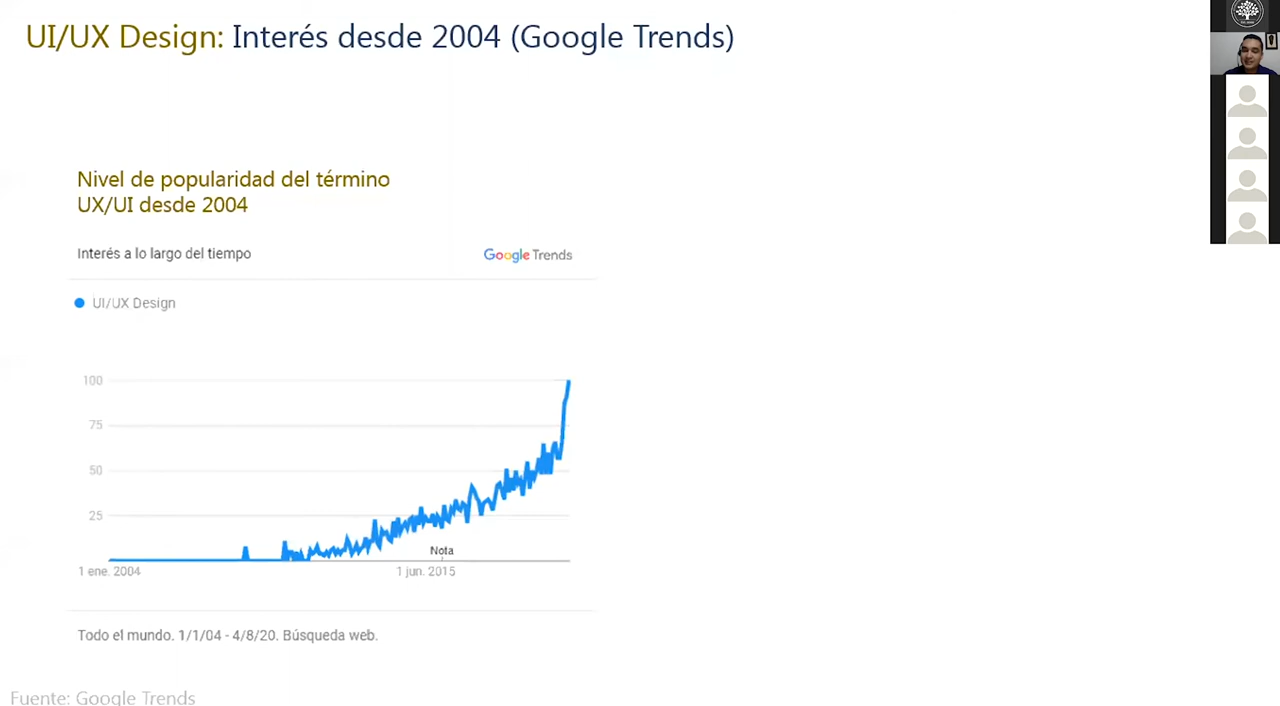 UI/UX Design: Interés desde 2004 (Google Trends)
Nivel de popularidad del término
UX/UI desde 2004
Interés a lo largo del tiempo
Google Trends
UI/UX Design
100
75
50
25
Nota
1 ene. 2004
1 jun. 2015
Todo el mundo. 1/1/04 - 4/8/20. Búsqueda web.
Fuente: Google Trends